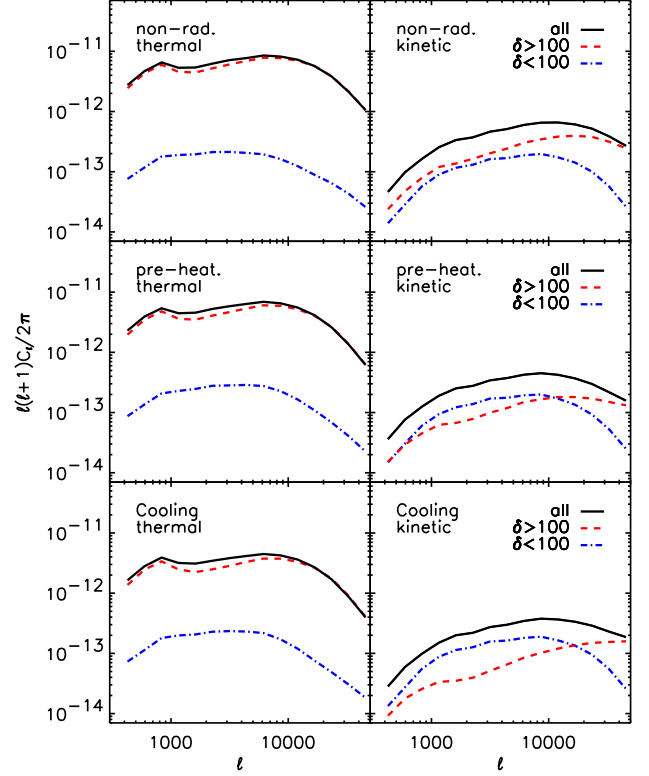 non-rad.
thermal
10⁻¹¹
10⁻¹²
10⁻¹³
10⁻¹⁴
non-rad.
kinetic
all
δ>100
δ<100
pre-heat.
thermal
10⁻¹¹
10⁻¹²
10⁻¹³
10⁻¹⁴
pre-heat.
kinetic
all
δ>100
δ<100
ℓ(ℓ+1)Cℓ/2π
Cooling
thermal
10⁻¹¹
10⁻¹²
10⁻¹³
10⁻¹⁴
Cooling
kinetic
all
δ>100
δ<100
1000 10000 1000 10000
ℓ ℓ